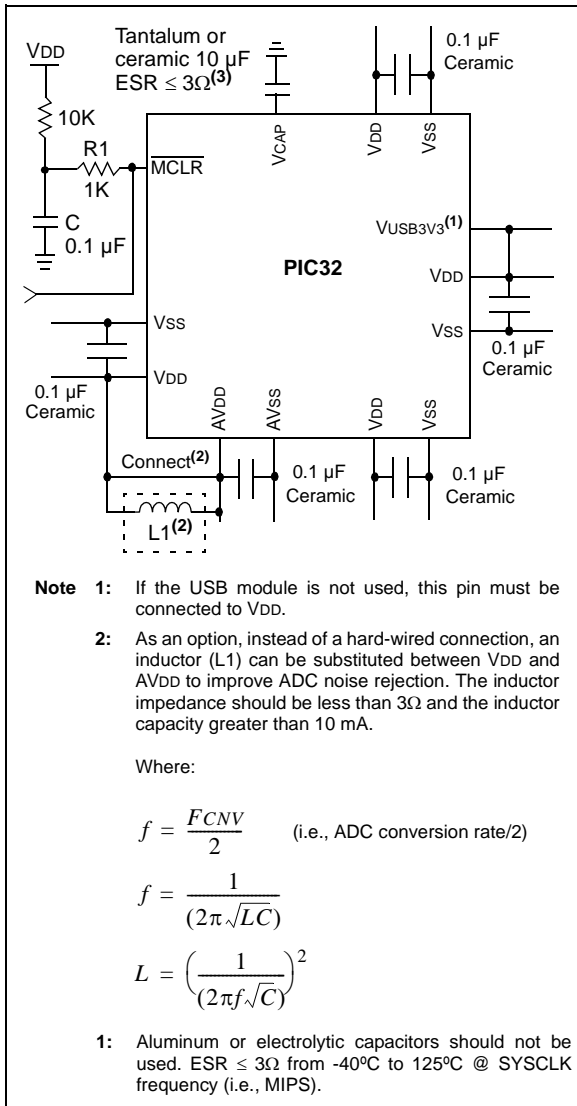 Tantalum or
ceramic 10 µF
ESR ≤ 3Ω(3)
0.1 µF
Ceramic
VDD
10K
R1
1K
C
0.1 µF
MCLR
VCAP
VDD
VSS
VUSB3V3(1)
PIC32
VDD
VSS
0.1 µF
Ceramic
VSS
VDD
0.1 µF
Ceramic
AVDD
AVSS
VDD
VSS
Connect(2)
L1(2)
0.1 µF
Ceramic
0.1 µF
Ceramic
Note 1: If the USB module is not used, this pin must be
connected to VDD.
2: As an option, instead of a hard-wired connection, an
inductor (L1) can be substituted between VDD and
AVDD to improve ADC noise rejection. The inductor
impedance should be less than 3Ω and the inductor
capacity greater than 10 mA.
Where:
f = FCNV / 2 (i.e., ADC conversion rate/2)
f = 1 / (2π√LC)
L = (1 / (2πf√C))²
1: Aluminum or electrolytic capacitors should not be
used. ESR ≤ 3Ω from -40ºC to 125ºC @ SYSCLK
frequency (i.e., MIPS).